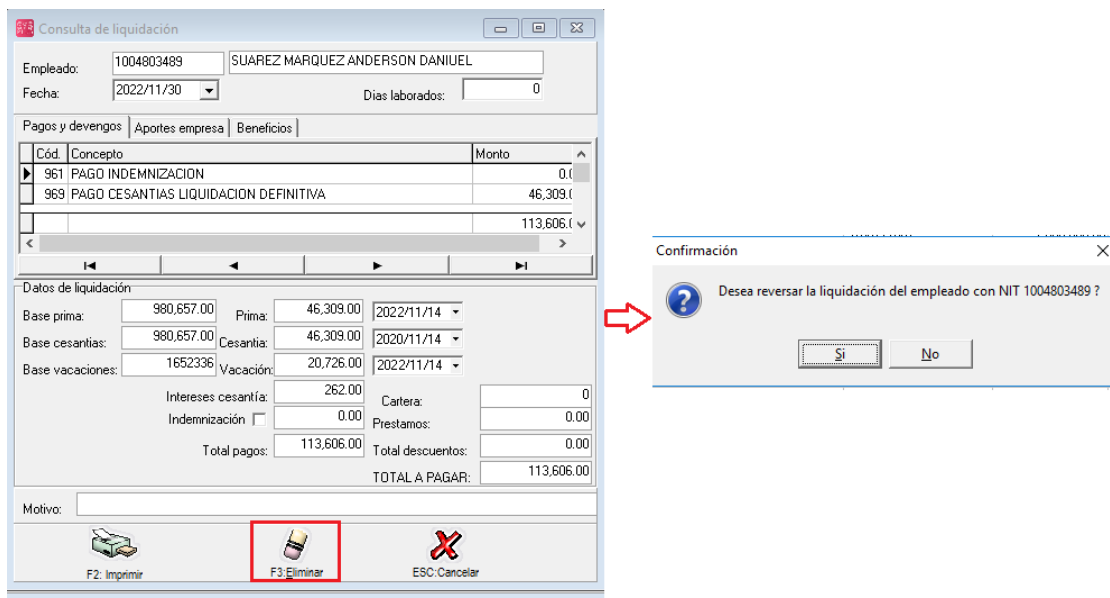 Consulta de liquidación
Empleado: 1004803489 SUAREZ MARQUEZ ANDERSON DANIUEL
Fecha: 2022/11/30 Dias laborados: 0
Pagos y devengos Aportes empresa Beneficios
Cód. Concepto Monto
961 PAGO INDEMNIZACION 0.(
969 PAGO CESANTIAS LIQUIDACION DEFINITIVA 46,309.(
113,606.(
Datos de liquidación
Base prima: 980,657.00 Prima: 46,309.00 2022/11/14
Base cesantias: 980,657.00 Cesantia: 46,309.00 2020/11/14
Base vacaciones: 1652336 Vacación: 20,726.00 2022/11/14
Intereses cesantía: 262.00 Cartera: 0
Indemnización 0.00 Prestamos: 0.00
Total pagos: 113,606.00 Total descuentos: 0.00
TOTAL A PAGAR: 113,606.00
Motivo:
F2: Imprimir F3:Eliminar ESC:Cancelar
Confirmación
Desea reversar la liquidación del empleado con NIT 1004803489 ?
Si No